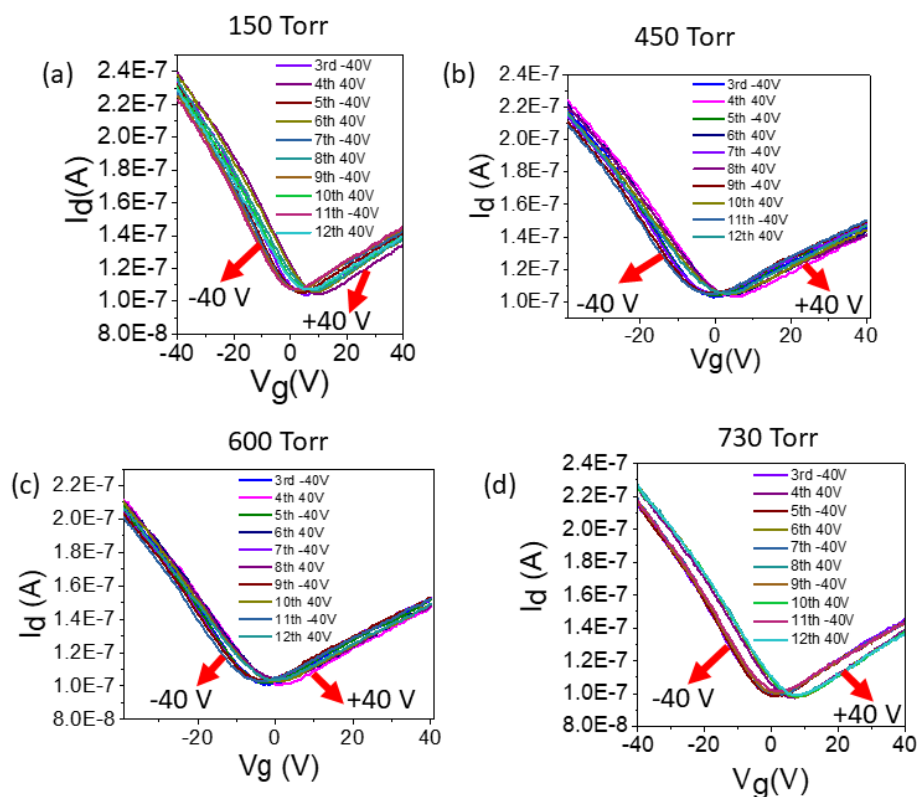 150 Torr
(a)
I_d(A)
2.4E-7
2.2E-7
2.0E-7
1.8E-7
1.6E-7
1.4E-7
1.2E-7
1.0E-7
8.0E-8
3rd -40V
4th 40V
5th -40V
6th 40V
7th -40V
8th 40V
9th -40V
10th 40V
11th -40V
12th 40V
-40 V
+40 V
-40 -20 0 20 40
Vg(V)
450 Torr
(b)
I_d (A)
2.4E-7
2.2E-7
2.0E-7
1.8E-7
1.6E-7
1.4E-7
1.2E-7
1.0E-7
3rd -40V
4th 40V
5th -40V
6th 40V
7th -40V
8th 40V
9th -40V
10th 40V
11th -40V
12th 40V
-40 V
+40 V
-20 0 20 40
Vg(V)
600 Torr
(c)
I_d (A)
2.2E-7
2.0E-7
1.8E-7
1.6E-7
1.4E-7
1.2E-7
1.0E-7
8.0E-8
3rd -40V
4th 40V
5th -40V
6th 40V
7th -40V
8th 40V
9th -40V
10th 40V
11th -40V
12th 40V
-40 V
+40 V
-20 0 20 40
Vg (V)
730 Torr
(d)
I_d (A)
2.4E-7
2.2E-7
2.0E-7
1.8E-7
1.6E-7
1.4E-7
1.2E-7
1.0E-7
8.0E-8
3rd -40V
4th 40V
5th -40V
6th 40V
7th -40V
8th 40V
9th -40V
10th 40V
11th -40V
12th 40V
-40 V
+40 V
-40 -20 0 20 40
Vg(V)